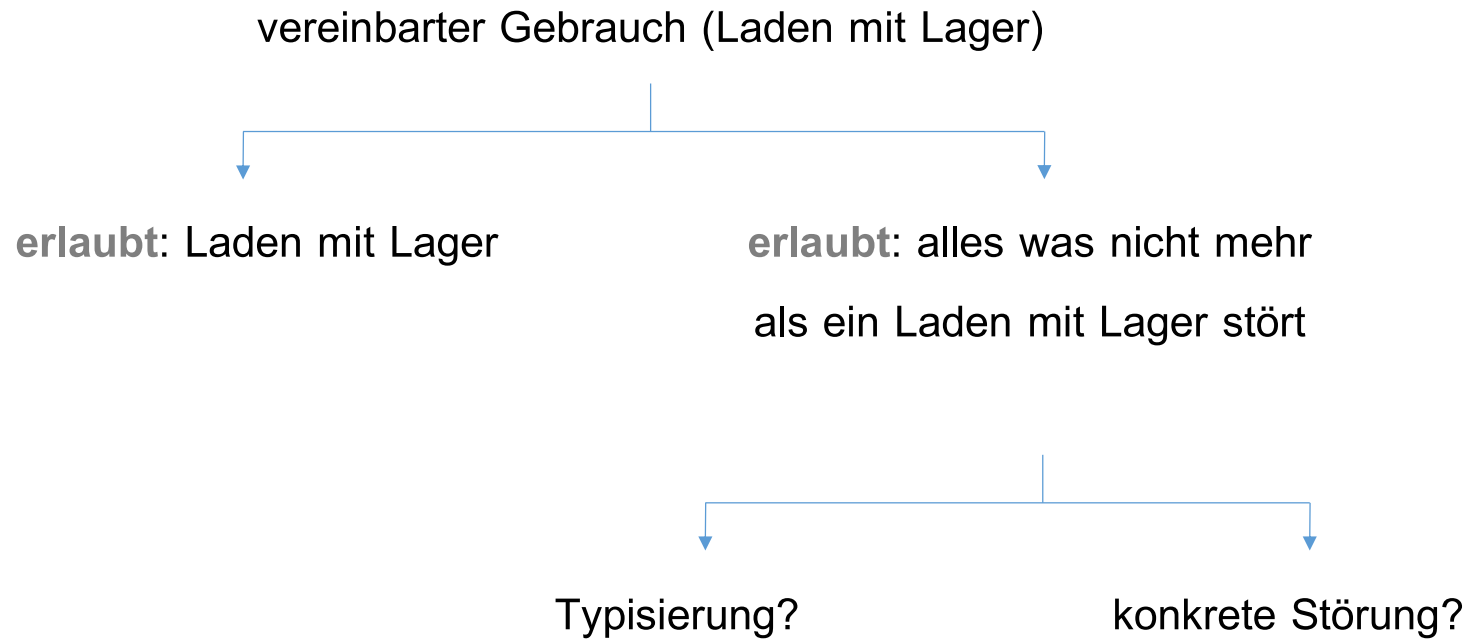 vereinbarter Gebrauch (Laden mit Lager)
erlaubt: Laden mit Lager
erlaubt: alles was nicht mehr
als ein Laden mit Lager stört
Typisierung?
konkrete Störung?